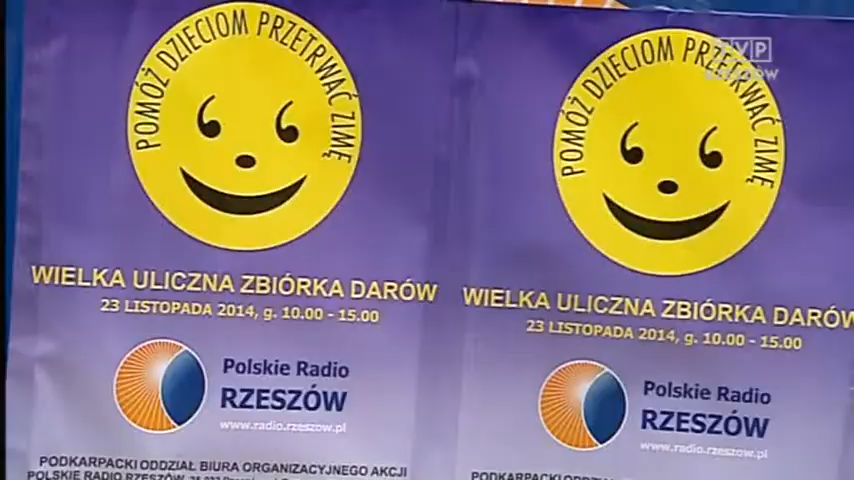 TVP
RZESZÓW
POMÓŻ DZIECIOM PRZETRWAĆ ZIMĘ
WIELKA ULICZNA ZBIÓRKA DARÓW
23 LISTOPADA 2014, g. 10.00 - 15.00
Polskie Radio
RZESZÓW
www.radio.rzeszow.pl
PODKARPACKI ODDZIAŁ BIURA ORGANIZACYJNEGO AKCJI
POLSKIE RADIO RZESZÓW
POMÓŻ DZIECIOM PRZETRWAĆ ZIMĘ
WIELKA ULICZNA ZBIÓRKA DARÓW
23 LISTOPADA 2014, g. 10.00 - 15.00
Polskie Radio
RZESZÓW
www.radio.rzeszow.pl
PODKARPACKI